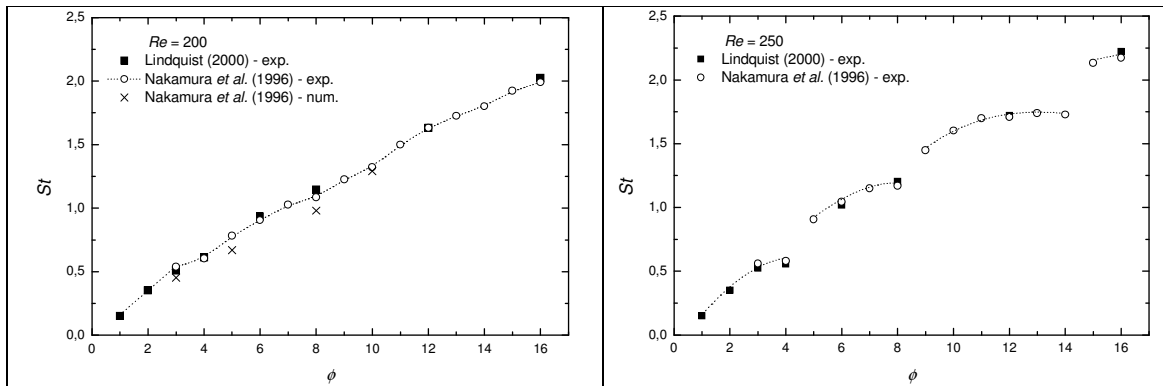 2,5
2,0
1,5
1,0
0,5
0,0
St
Re = 200
Lindquist (2000) - exp.
Nakamura et al. (1996) - exp.
Nakamura et al. (1996) - num.
0 2 4 6 8 10 12 14 16
ϕ
2,5
2,0
1,5
1,0
0,5
0,0
St
Re = 250
Lindquist (2000) - exp.
Nakamura et al. (1996) - exp.
0 2 4 6 8 10 12 14 16
ϕ